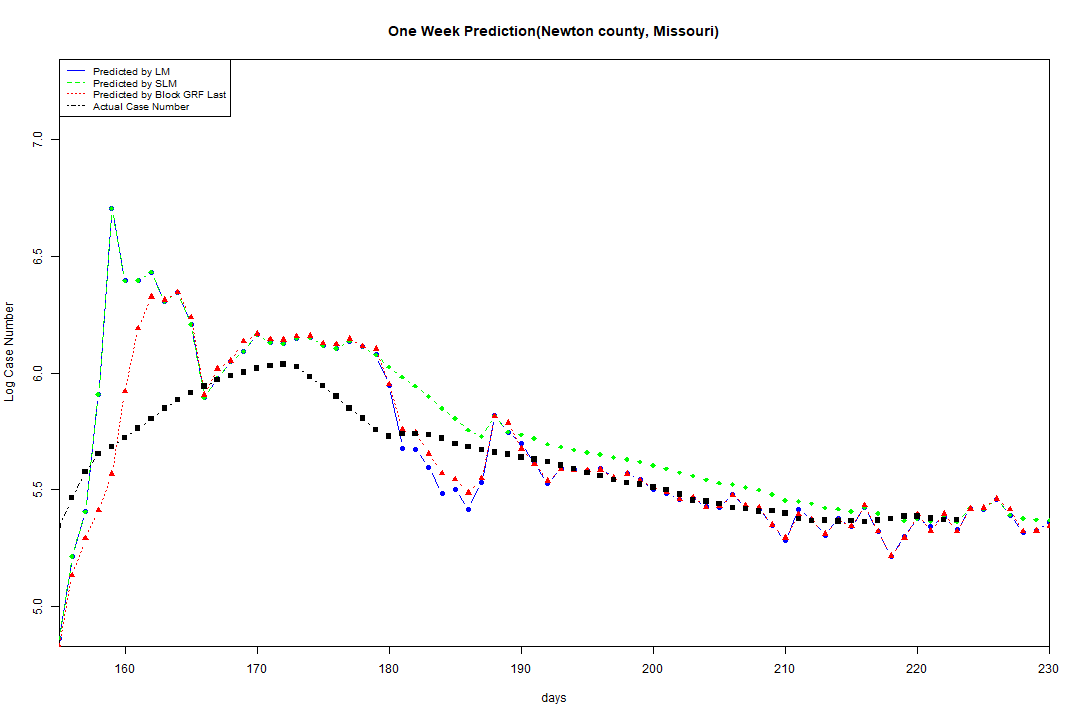 One Week Prediction(Newton county, Missouri)
Predicted by LM
Predicted by SLM
Predicted by Block GRF Last
Actual Case Number
Log Case Number
7.0
6.5
6.0
5.5
5.0
160 170 180 190 200 210 220 230
days